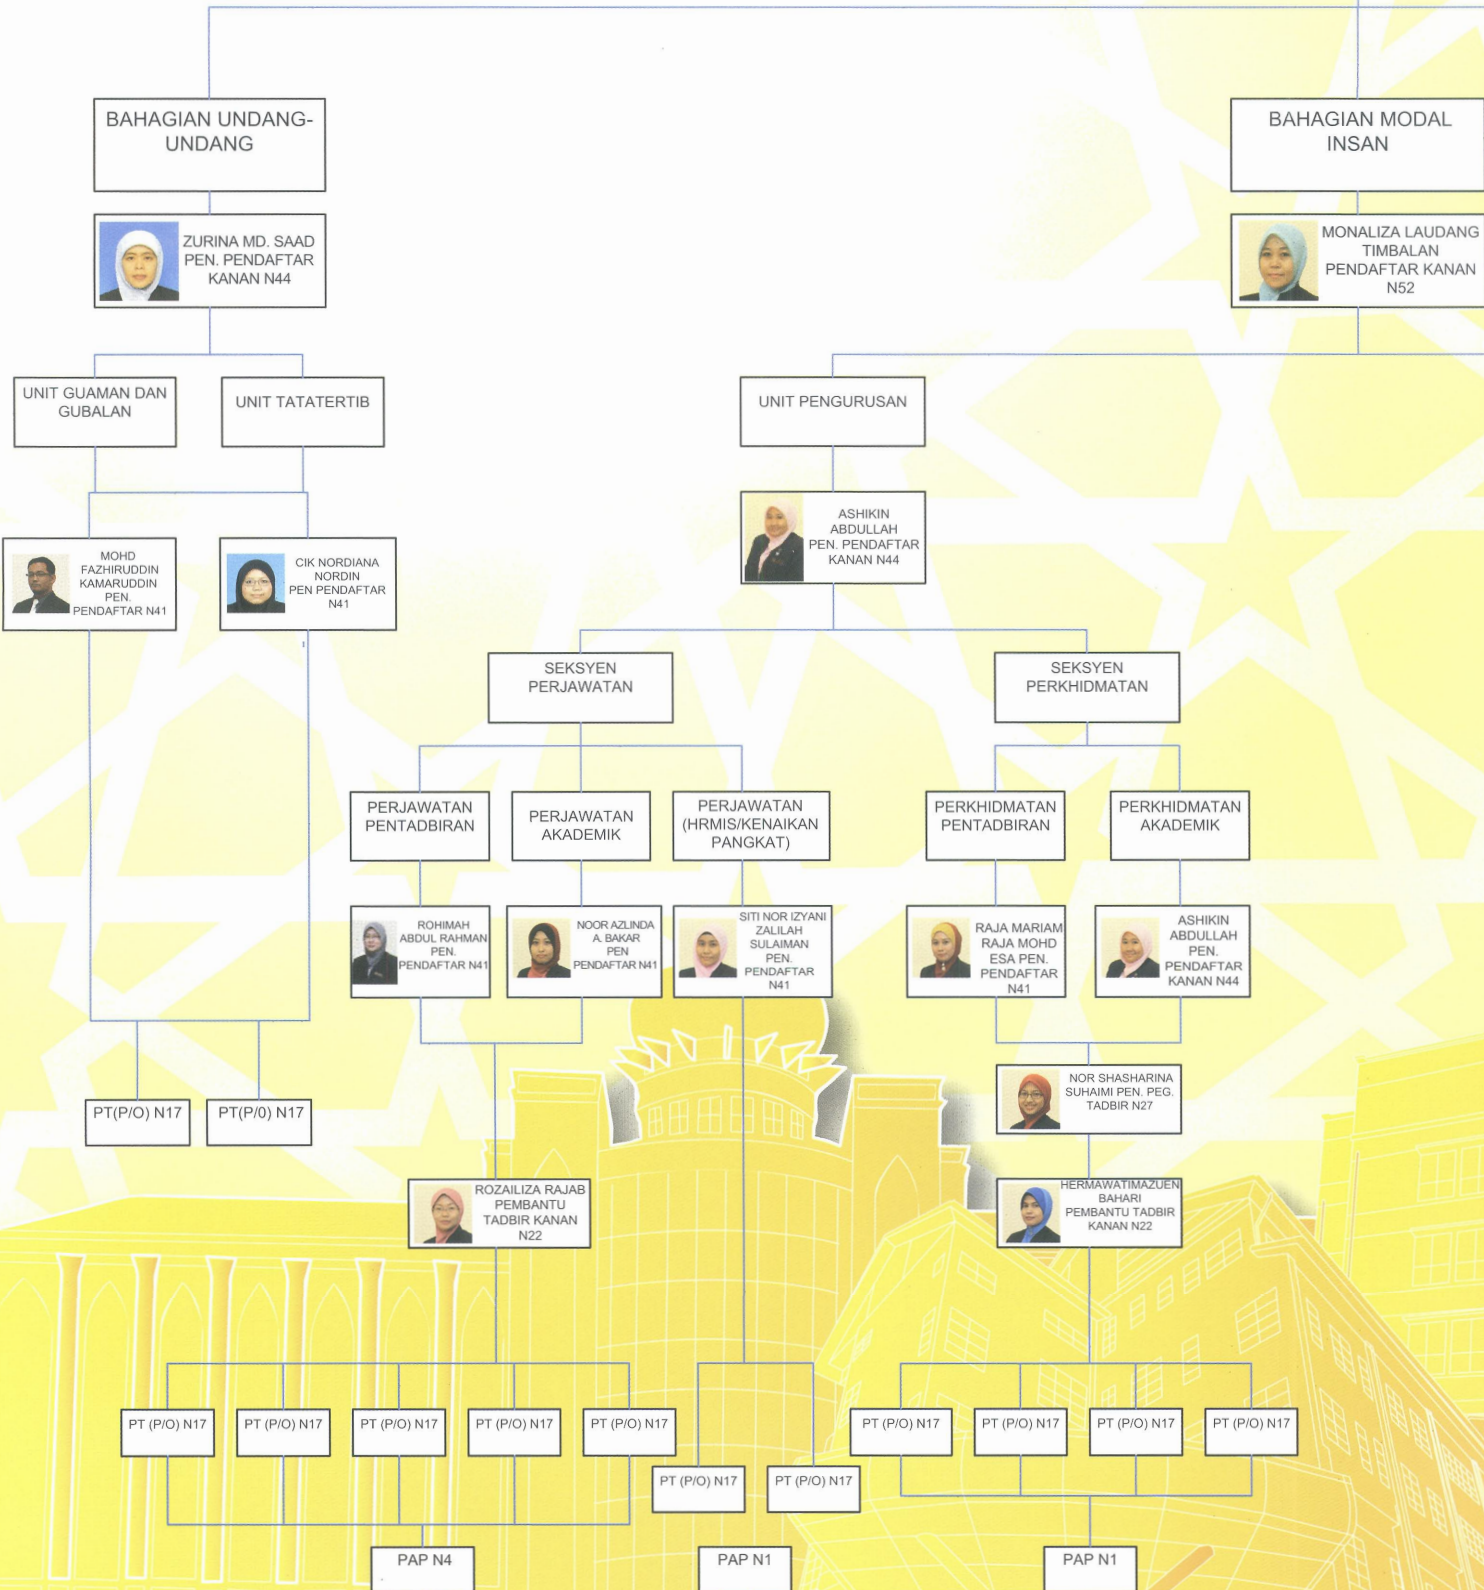 BAHAGIAN UNDANG-
UNDANG
BAHAGIAN MODAL
INSAN
ZURINA MD. SAAD
PEN. PENDAFTAR
KANAN N44
MONALIZA LAUDANG
TIMBALAN
PENDAFTAR KANAN
N52
UNIT GUAMAN DAN
GUBALAN
UNIT TATATERTIB
UNIT PENGURUSAN
MOHD
FAZHIRUDDIN
KAMARUDDIN
PEN.
PENDAFTAR N41
CIK NORDIANA
NORDIN
PEN PENDAFTAR
N41
ASHIKIN
ABDULLAH
PEN. PENDAFTAR
KANAN N44
SEKSYEN
PERJAWATAN
SEKSYEN
PERKHIDMATAN
PERJAWATAN
PENTADBIRAN
PERJAWATAN
AKADEMIK
PERJAWATAN
(HRMIS/KENAIKAN
PANGKAT)
PERKHIDMATAN
PENTADBIRAN
PERKHIDMATAN
AKADEMIK
ROHIMAH
ABDUL RAHMAN
PEN.
PENDAFTAR N41
NOOR AZLINDA
A. BAKAR
PEN
PENDAFTAR N41
SITI NOR IZYANI
ZALILAH
SULAIMAN
PEN.
PENDAFTAR
N41
RAJA MARIAM
RAJA MOHD
ESA PEN.
PENDAFTAR
N41
ASHIKIN
ABDULLAH
PEN.
PENDAFTAR
KANAN N44
NOR SHASHARINA
SUHAIMI PEN. PEG.
TADBIR N27
PT(P/O) N17
PT(P/0) N17
ROZAILIZA RAJAB
PEMBANTU
TADBIR KANAN
N22
HERMAWATIMAZUEN
BAHARI
PEMBANTU TADBIR
KANAN N22
PT (P/O) N17
PT (P/O) N17
PT (P/O) N17
PT (P/O) N17
PT (P/O) N17
PT (P/O) N17
PT (P/O) N17
PT (P/O) N17
PT (P/O) N17
PT (P/O) N17
PT (P/O) N17
PAP N4
PAP N1
PAP N1